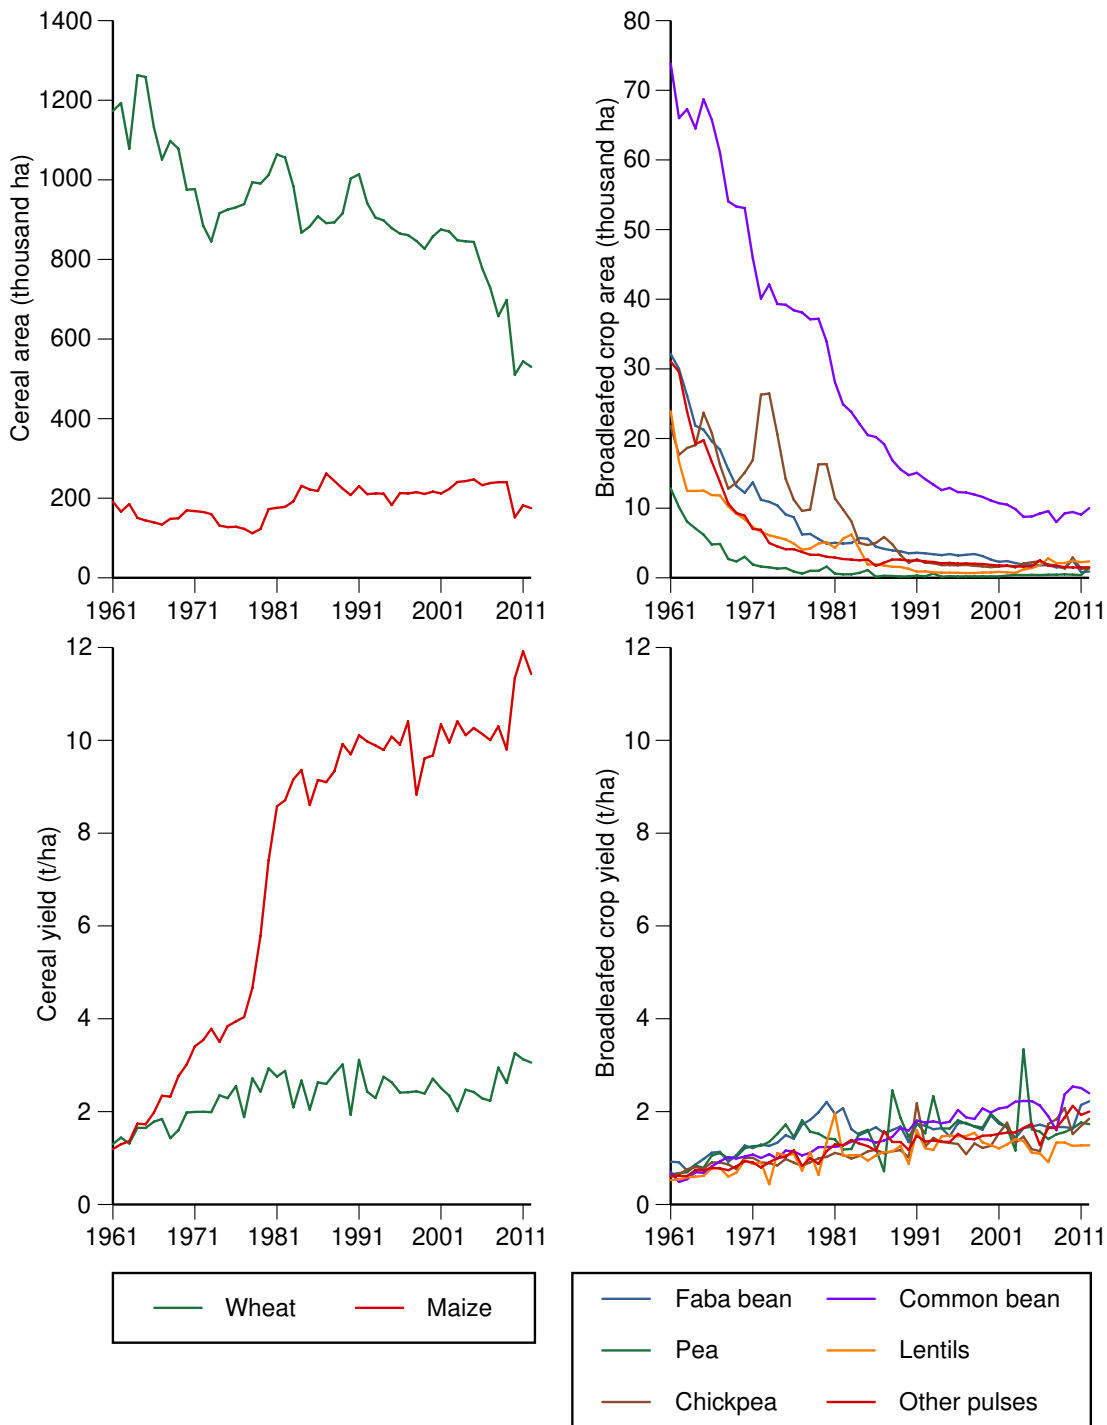 1400
1200
1000
800
600
400
200
0
Cereal area (thousand ha)
1961 1971 1981 1991 2001 2011
80
70
60
50
40
30
20
10
0
Broadleafed crop area (thousand ha)
1961 1971 1981 1991 2001 2011
12
10
8
6
4
2
0
Cereal yield (t/ha)
1961 1971 1981 1991 2001 2011
12
10
8
6
4
2
0
Broadleafed crop yield (t/ha)
1961 1971 1981 1991 2001 2011
Wheat Maize
Faba bean Common bean
Pea Lentils
Chickpea Other pulses